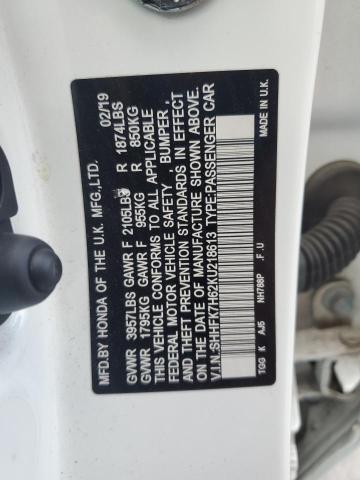 MFD.BY HONDA OF THE U.K. MFG.,LTD. 02/19
GVWR 3957LBS GAWR F 2105LBS R 1874LBS
GVWR 1795KG GAWR F 955KG R 850KG
THIS VEHICLE CONFORMS TO ALL APPLICABLE
FEDERAL MOTOR VEHICLE SAFETY , BUMPER ,
AND THEFT PREVENTION STANDARDS IN EFFECT
ON THE DATE OF MANUFACTURE SHOWN ABOVE.
V.I.N.:SHHFK7H62KU218613 TYPE:PASSENGER CAR
TGG K AJ5 NH788P .F .U MADE IN U.K.